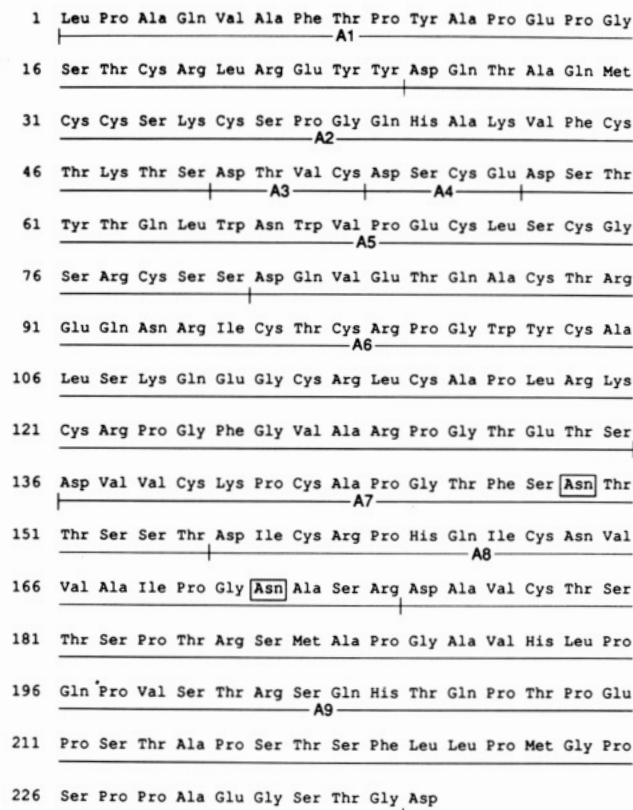 1 Leu Pro Ala Gln Val Ala Phe Thr Pro Tyr Ala Pro Glu Pro Gly
A1
16 Ser Thr Cys Arg Leu Arg Glu Tyr Tyr Asp Gln Thr Ala Gln Met
31 Cys Cys Ser Lys Cys Ser Pro Gly Gln His Ala Lys Val Phe Cys
A2
46 Thr Lys Thr Ser Asp Thr Val Cys Asp Ser Cys Glu Asp Ser Thr
A3 A4
61 Tyr Thr Gln Leu Trp Asn Trp Val Pro Glu Cys Leu Ser Cys Gly
A5
76 Ser Arg Cys Ser Ser Asp Gln Val Glu Thr Gln Ala Cys Thr Arg
91 Glu Gln Asn Arg Ile Cys Thr Cys Arg Pro Gly Trp Tyr Cys Ala
A6
106 Leu Ser Lys Gln Glu Gly Cys Arg Leu Cys Ala Pro Leu Arg Lys
121 Cys Arg Pro Gly Phe Gly Val Ala Arg Pro Gly Thr Glu Thr Ser
136 Asp Val Val Cys Lys Pro Cys Ala Pro Gly Thr Phe Ser Asn Thr
A7
151 Thr Ser Ser Thr Asp Ile Cys Arg Pro His Gln Ile Cys Asn Val
A8
166 Val Ala Ile Pro Gly Asn Ala Ser Arg Asp Ala Val Cys Thr Ser
181 Thr Ser Pro Thr Arg Ser Met Ala Pro Gly Ala Val His Leu Pro
196 Gln Pro Val Ser Thr Arg Ser Gln His Thr Gln Pro Thr Pro Glu
A9
211 Pro Ser Thr Ala Pro Ser Thr Ser Phe Leu Leu Pro Met Gly Pro
226 Ser Pro Pro Ala Glu Gly Ser Thr Gly Asp